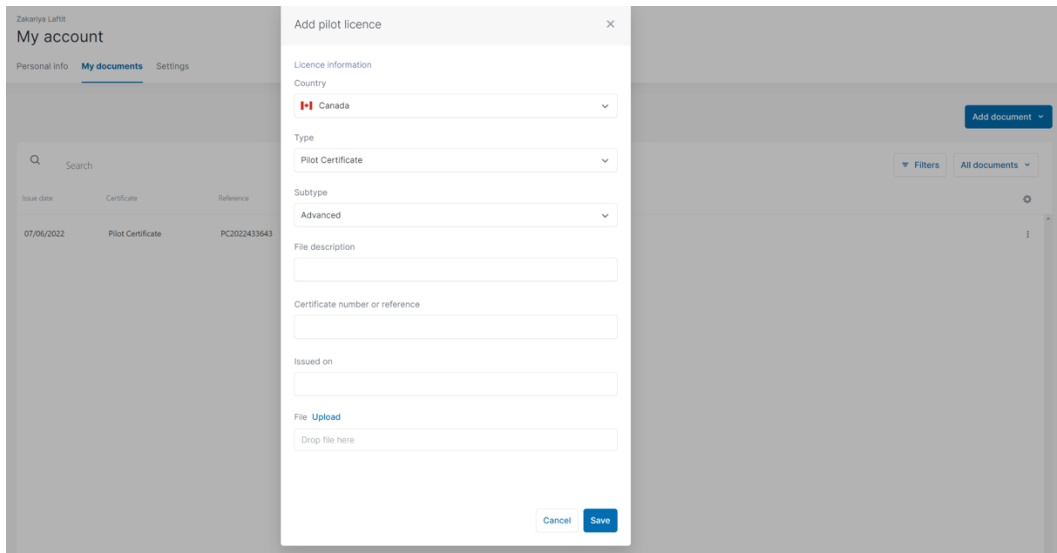 Zakariya Laftit
My account
Personal info My documents Settings
Add document
Search
Filters All documents
Issue date Certificate Reference
07/06/2022 Pilot Certificate PC2022433643
Add pilot licence
Licence information
Country
Canada
Type
Pilot Certificate
Subtype
Advanced
File description
Certificate number or reference
Issued on
File Upload
Drop file here
Cancel Save